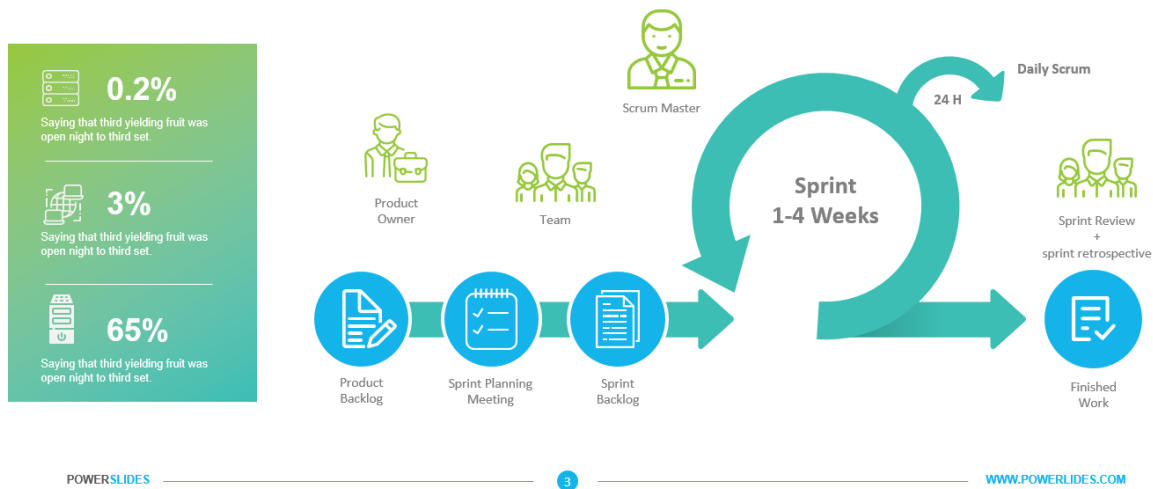 0.2%
Saying that third yielding fruit was
open night to third set.
3%
Saying that third yielding fruit was
open night to third set.
65%
Saying that third yielding fruit was
open night to third set.
Scrum Master
Product
Owner
Team
Daily Scrum
24 H
Sprint
1-4 Weeks
Sprint Review
+
sprint retrospective
Product
Backlog
Sprint Planning
Meeting
Sprint
Backlog
Finished
Work
POWERSLIDES
3
WWW.POWERLIDES.COM